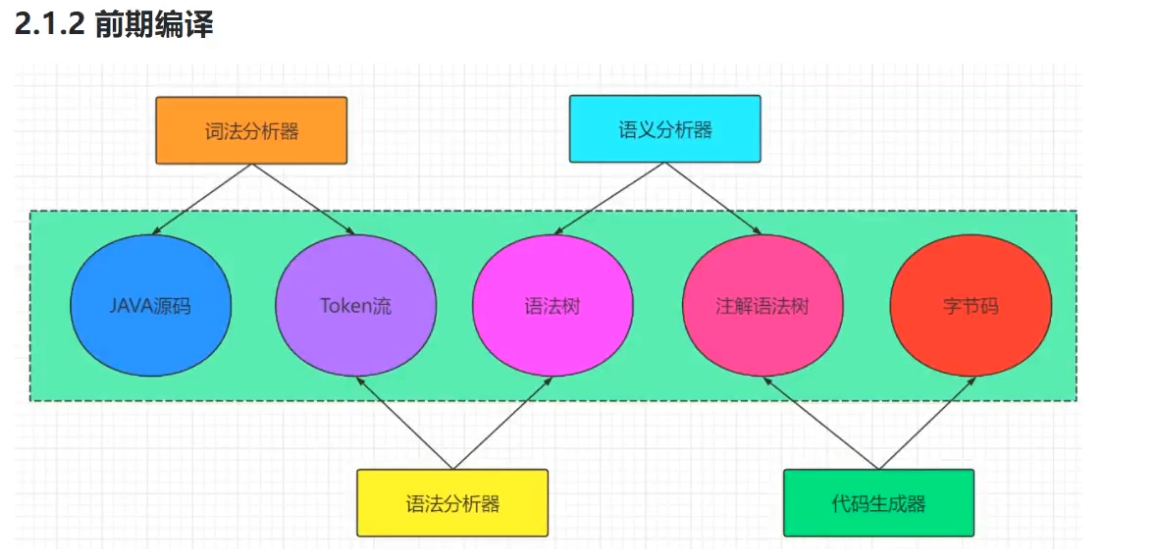 2.1.2 前期编译
词法分析器
语义分析器
JAVA源码
Token流
语法树
注解语法树
字节码
语法分析器
代码生成器